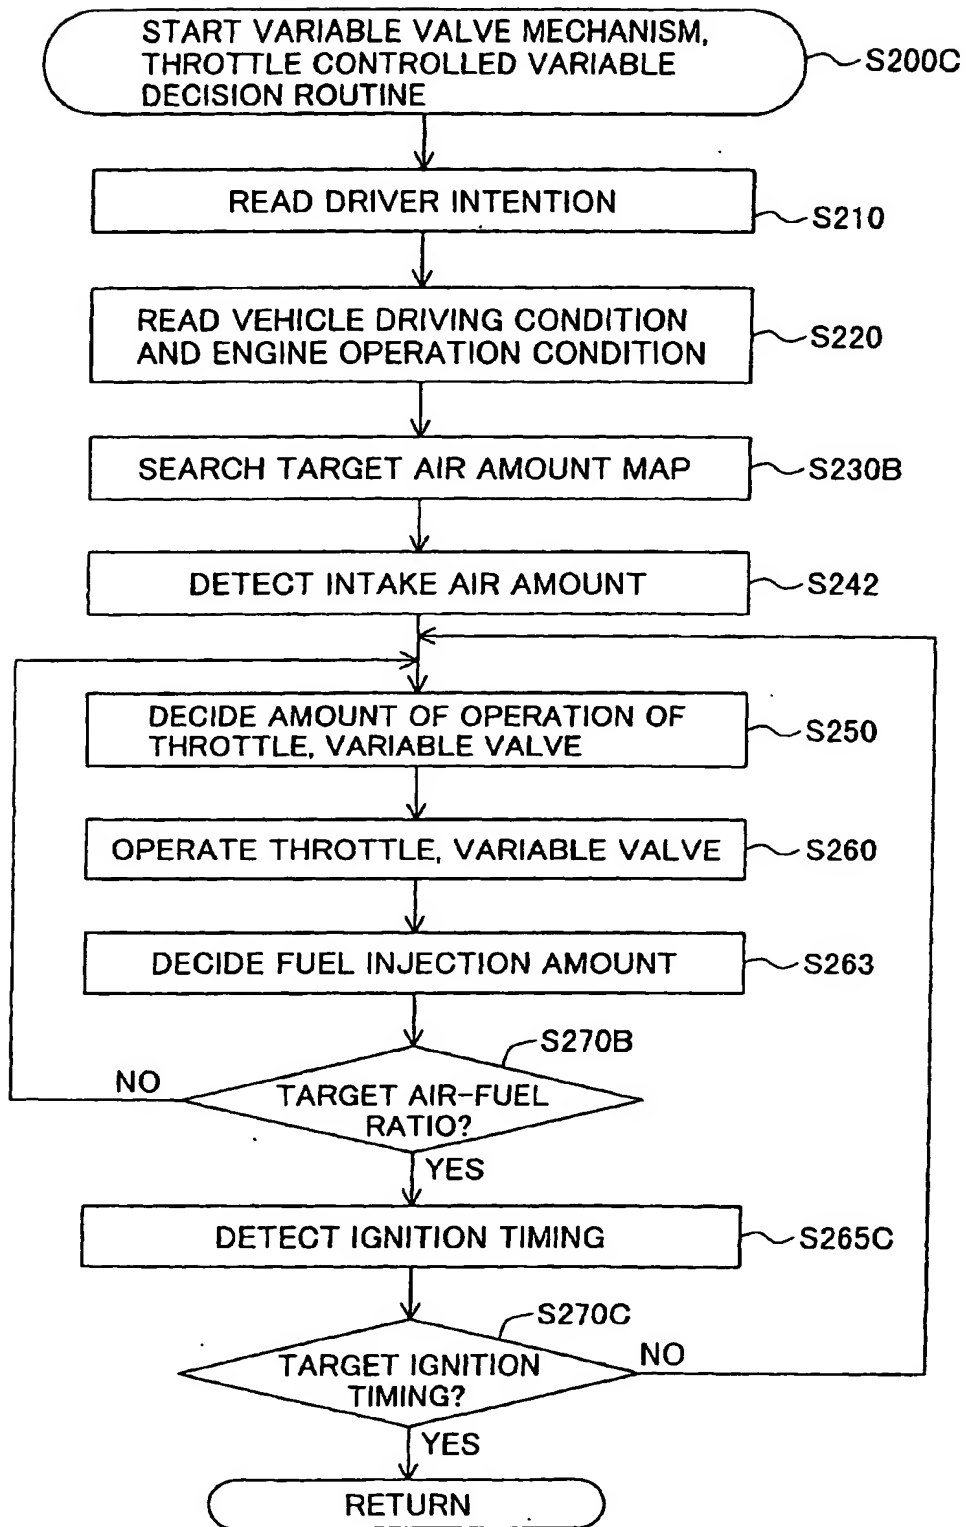 START VARIABLE VALVE MECHANISM,
THROTTLE CONTROLLED VARIABLE
DECISION ROUTINE
S200C
READ DRIVER INTENTION
S210
READ VEHICLE DRIVING CONDITION
AND ENGINE OPERATION CONDITION
S220
SEARCH TARGET AIR AMOUNT MAP
S230B
DETECT INTAKE AIR AMOUNT
S242
DECIDE AMOUNT OF OPERATION OF
THROTTLE, VARIABLE VALVE
S250
OPERATE THROTTLE, VARIABLE VALVE
S260
DECIDE FUEL INJECTION AMOUNT
S263
S270B
NO
TARGET AIR-FUEL
RATIO?
YES
DETECT IGNITION TIMING
S265C
S270C
TARGET IGNITION
TIMING?
NO
YES
RETURN